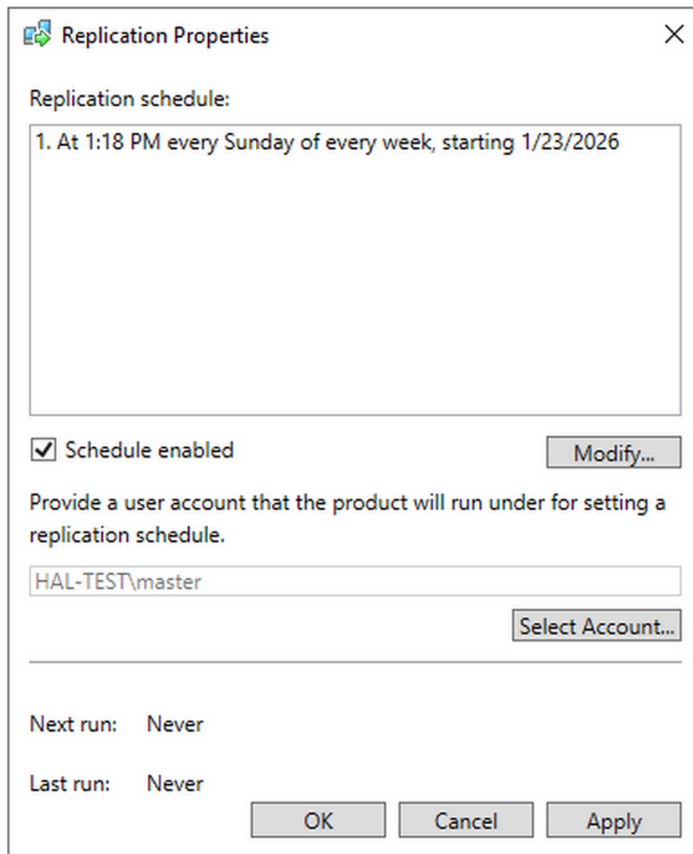 Replication Properties
Replication schedule:
1. At 1:18 PM every Sunday of every week, starting 1/23/2026
Schedule enabled
Modify...
Provide a user account that the product will run under for setting a
replication schedule.
HAL-TEST\master
Select Account...
Next run: Never
Last run: Never
OK Cancel Apply